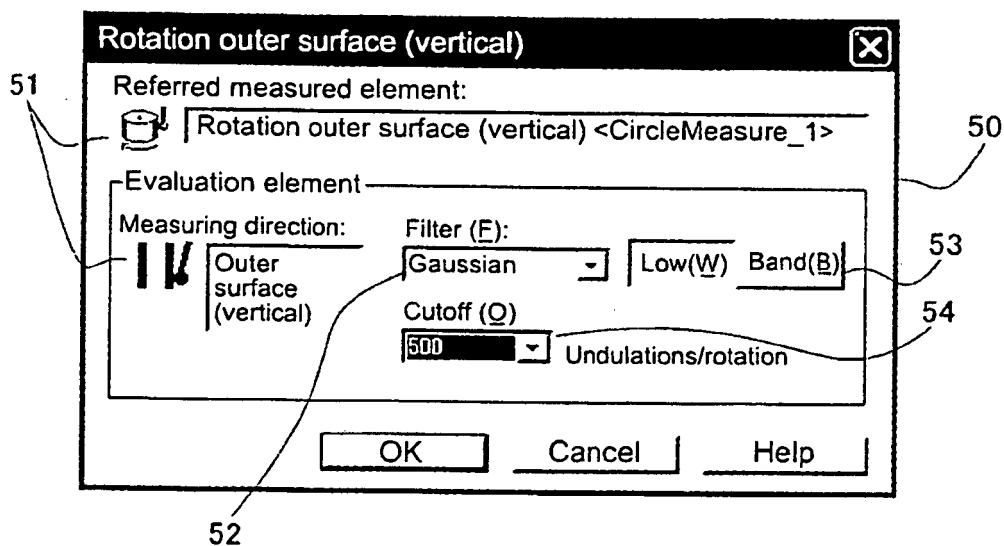 Rotation outer surface (vertical)
51
Referred measured element:
Rotation outer surface (vertical) <CircleMeasure_1>
50
Evaluation element
Measuring direction:
Outer
surface
(vertical)
Filter (F):
Gaussian
Low(W) Band(B)
53
Cutoff (O)
54
500
Undulations/rotation
OK Cancel Help
52